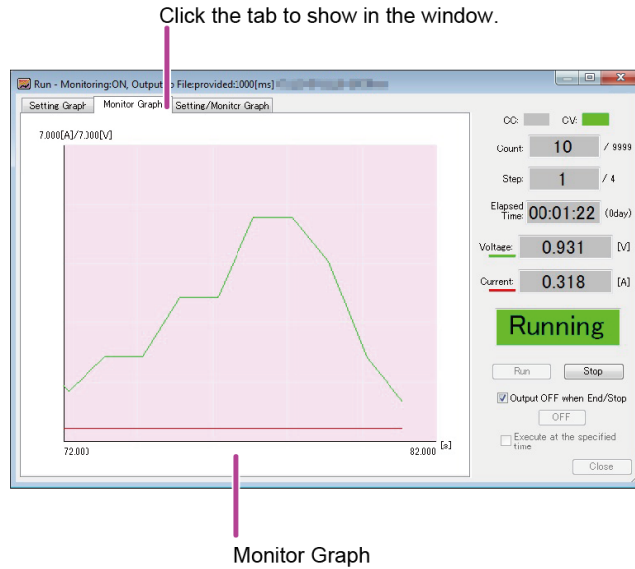 Click the tab to show in the window.
Run - Monitoring:ON, Output to File:provided:1000[ms]
Setting Graph Monitor Graph Setting/Monitor Graph
7.000[A]/7.000[V]
72.000 82.000 [s]
CC: CV:
Count: 10 / 9999
Step: 1 / 4
Elapsed Time: 00:01:22 (0day)
Voltage: 0.931 [V]
Current: 0.318 [A]
Running
Run Stop
Output OFF when End/Stop
OFF
Execute at the specified
time
Close
Monitor Graph